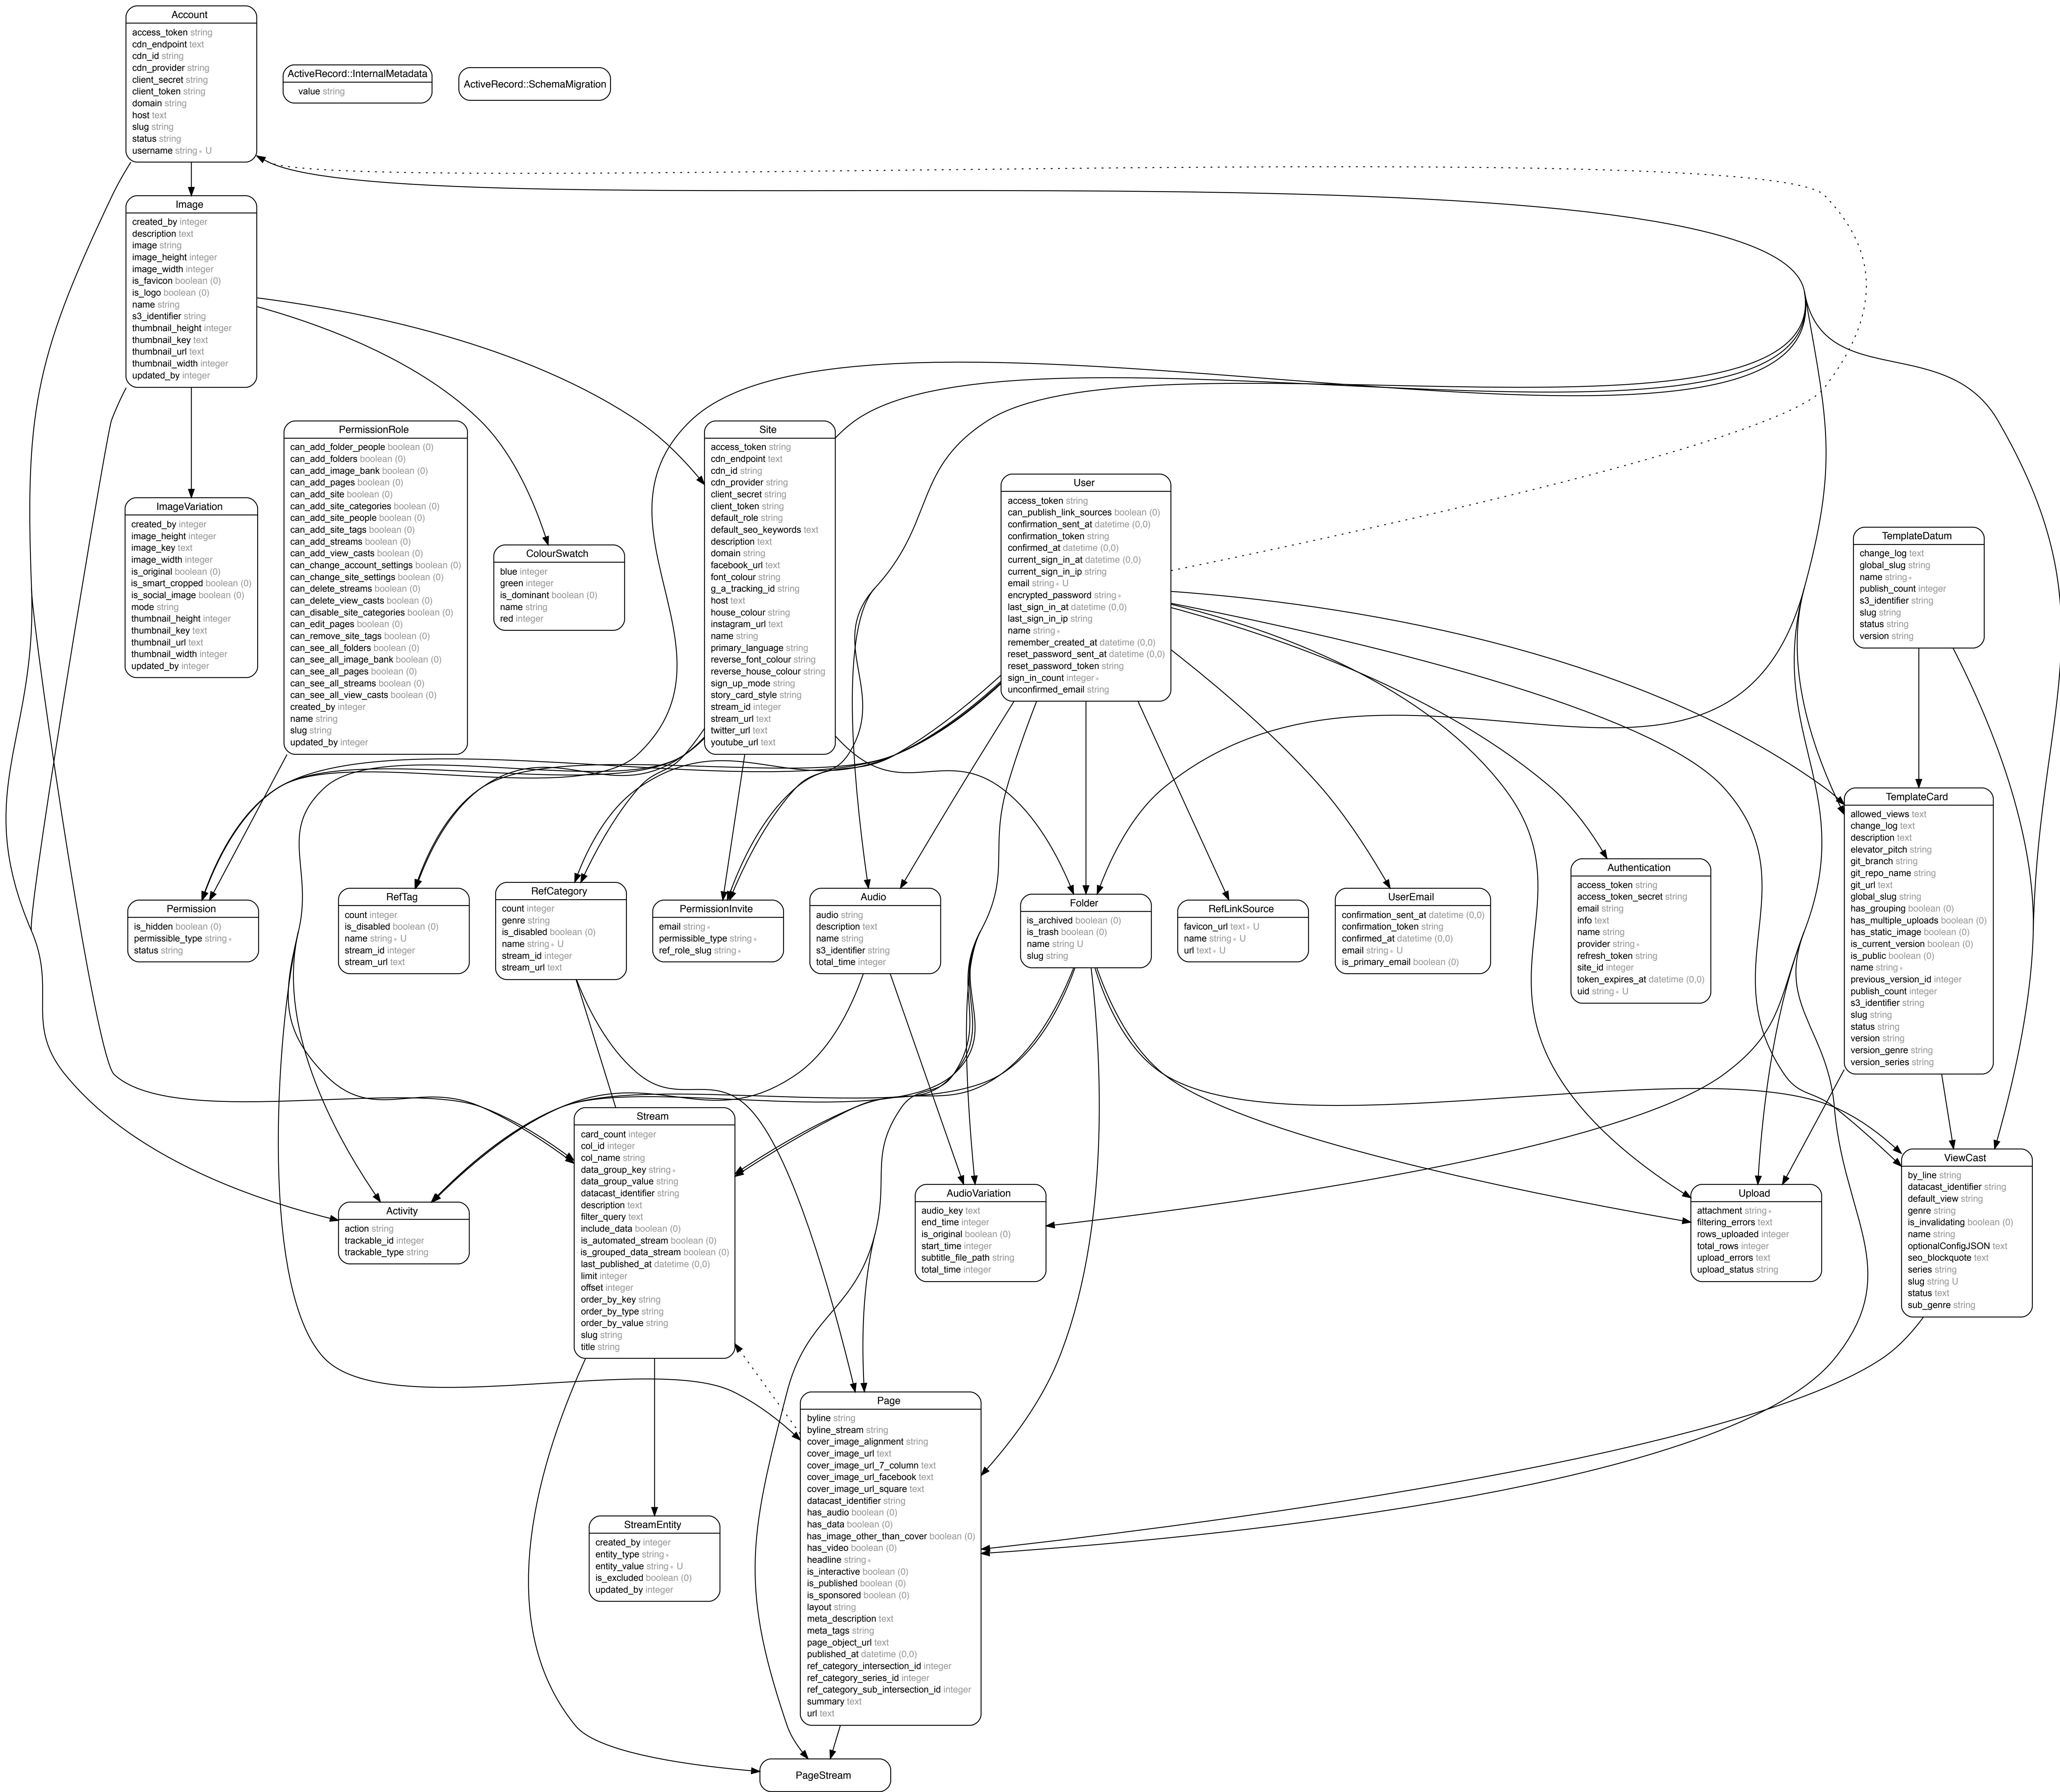 Account
access_token string
cdn_endpoint text
cdn_id string
cdn_provider string
client_secret string
client_token string
domain string
host text
slug string
status string
username string ∗ U
ActiveRecord::InternalMetadata
value string
ActiveRecord::SchemaMigration
Image
created_by integer
description text
image string
image_height integer
image_width integer
is_favicon boolean (0)
is_logo boolean (0)
name string
s3_identifier string
thumbnail_height integer
thumbnail_key text
thumbnail_url text
thumbnail_width integer
updated_by integer
PermissionRole
can_add_folder_people boolean (0)
can_add_folders boolean (0)
can_add_image_bank boolean (0)
can_add_pages boolean (0)
can_add_site boolean (0)
can_add_site_categories boolean (0)
can_add_site_people boolean (0)
can_add_site_tags boolean (0)
can_add_streams boolean (0)
can_add_view_casts boolean (0)
can_change_account_settings boolean (0)
can_change_site_settings boolean (0)
can_delete_streams boolean (0)
can_delete_view_casts boolean (0)
can_disable_site_categories boolean (0)
can_edit_pages boolean (0)
can_remove_site_tags boolean (0)
can_see_all_folders boolean (0)
can_see_all_image_bank boolean (0)
can_see_all_pages boolean (0)
can_see_all_streams boolean (0)
can_see_all_view_casts boolean (0)
created_by integer
name string
slug string
updated_by integer
Site
access_token string
cdn_endpoint text
cdn_id string
cdn_provider string
client_secret string
client_token string
default_role string
default_seo_keywords text
description text
domain string
facebook_url text
font_colour string
g_a_tracking_id string
host text
house_colour string
instagram_url text
name string
primary_language string
reverse_font_colour string
reverse_house_colour string
sign_up_mode string
story_card_style string
stream_id integer
stream_url text
twitter_url text
youtube_url text
User
access_token string
can_publish_link_sources boolean (0)
confirmation_sent_at datetime (0,0)
confirmation_token string
confirmed_at datetime (0,0)
current_sign_in_at datetime (0,0)
current_sign_in_ip string
email string ∗ U
encrypted_password string ∗
last_sign_in_at datetime (0,0)
last_sign_in_ip string
name string ∗
remember_created_at datetime (0,0)
reset_password_sent_at datetime (0,0)
reset_password_token string
sign_in_count integer ∗
unconfirmed_email string
ImageVariation
created_by integer
image_height integer
image_key text
image_width integer
is_original boolean (0)
is_smart_cropped boolean (0)
is_social_image boolean (0)
mode string
thumbnail_height integer
thumbnail_key text
thumbnail_url text
thumbnail_width integer
updated_by integer
ColourSwatch
blue integer
green integer
is_dominant boolean (0)
name string
red integer
TemplateDatum
change_log text
global_slug string
name string ∗
publish_count integer
s3_identifier string
slug string
status string
version string
TemplateCard
allowed_views text
change_log text
description text
elevator_pitch string
git_branch string
git_repo_name string
git_url text
global_slug string
has_grouping boolean (0)
has_multiple_uploads boolean (0)
has_static_image boolean (0)
is_current_version boolean (0)
is_public boolean (0)
name string ∗
previous_version_id integer
publish_count integer
s3_identifier string
slug string
status string
version string
version_genre string
version_series string
Permission
is_hidden boolean (0)
permissible_type string ∗
status string
RefTag
count integer
is_disabled boolean (0)
name string ∗ U
stream_id integer
stream_url text
RefCategory
count integer
genre string
is_disabled boolean (0)
name string ∗ U
stream_id integer
stream_url text
PermissionInvite
email string ∗
permissible_type string ∗
ref_role_slug string ∗
Audio
audio string
description text
name string
s3_identifier string
total_time integer
Folder
is_archived boolean (0)
is_trash boolean (0)
name string U
slug string
RefLinkSource
favicon_url text ∗ U
name string ∗ U
url text ∗ U
UserEmail
confirmation_sent_at datetime (0,0)
confirmation_token string
confirmed_at datetime (0,0)
email string ∗ U
is_primary_email boolean (0)
Authentication
access_token string
access_token_secret string
email string
info text
name string
provider string ∗
refresh_token string
site_id integer
token_expires_at datetime (0,0)
uid string ∗ U
Stream
card_count integer
col_id integer
col_name string
data_group_key string ∗
data_group_value string
datacast_identifier string
description text
filter_query text
include_data boolean (0)
is_automated_stream boolean (0)
is_grouped_data_stream boolean (0)
last_published_at datetime (0,0)
limit integer
offset integer
order_by_key string
order_by_type string
order_by_value string
slug string
title string
Activity
action string
trackable_id integer
trackable_type string
AudioVariation
audio_key text
end_time integer
is_original boolean (0)
start_time integer
subtitle_file_path string
total_time integer
Upload
attachment string ∗
filtering_errors text
rows_uploaded integer
total_rows integer
upload_errors text
upload_status string
ViewCast
by_line string
datacast_identifier string
default_view string
genre string
is_invalidating boolean (0)
name string
optionalConfigJSON text
seo_blockquote text
series string
slug string U
status text
sub_genre string
Page
byline string
byline_stream string
cover_image_alignment string
cover_image_url text
cover_image_url_7_column text
cover_image_url_facebook text
cover_image_url_square text
datacast_identifier string
has_audio boolean (0)
has_data boolean (0)
has_image_other_than_cover boolean (0)
has_video boolean (0)
headline string ∗
is_interactive boolean (0)
is_published boolean (0)
is_sponsored boolean (0)
layout string
meta_description text
meta_tags string
page_object_url text
published_at datetime (0,0)
ref_category_intersection_id integer
ref_category_series_id integer
ref_category_sub_intersection_id integer
summary text
url text
StreamEntity
created_by integer
entity_type string ∗
entity_value string ∗ U
is_excluded boolean (0)
updated_by integer
PageStream